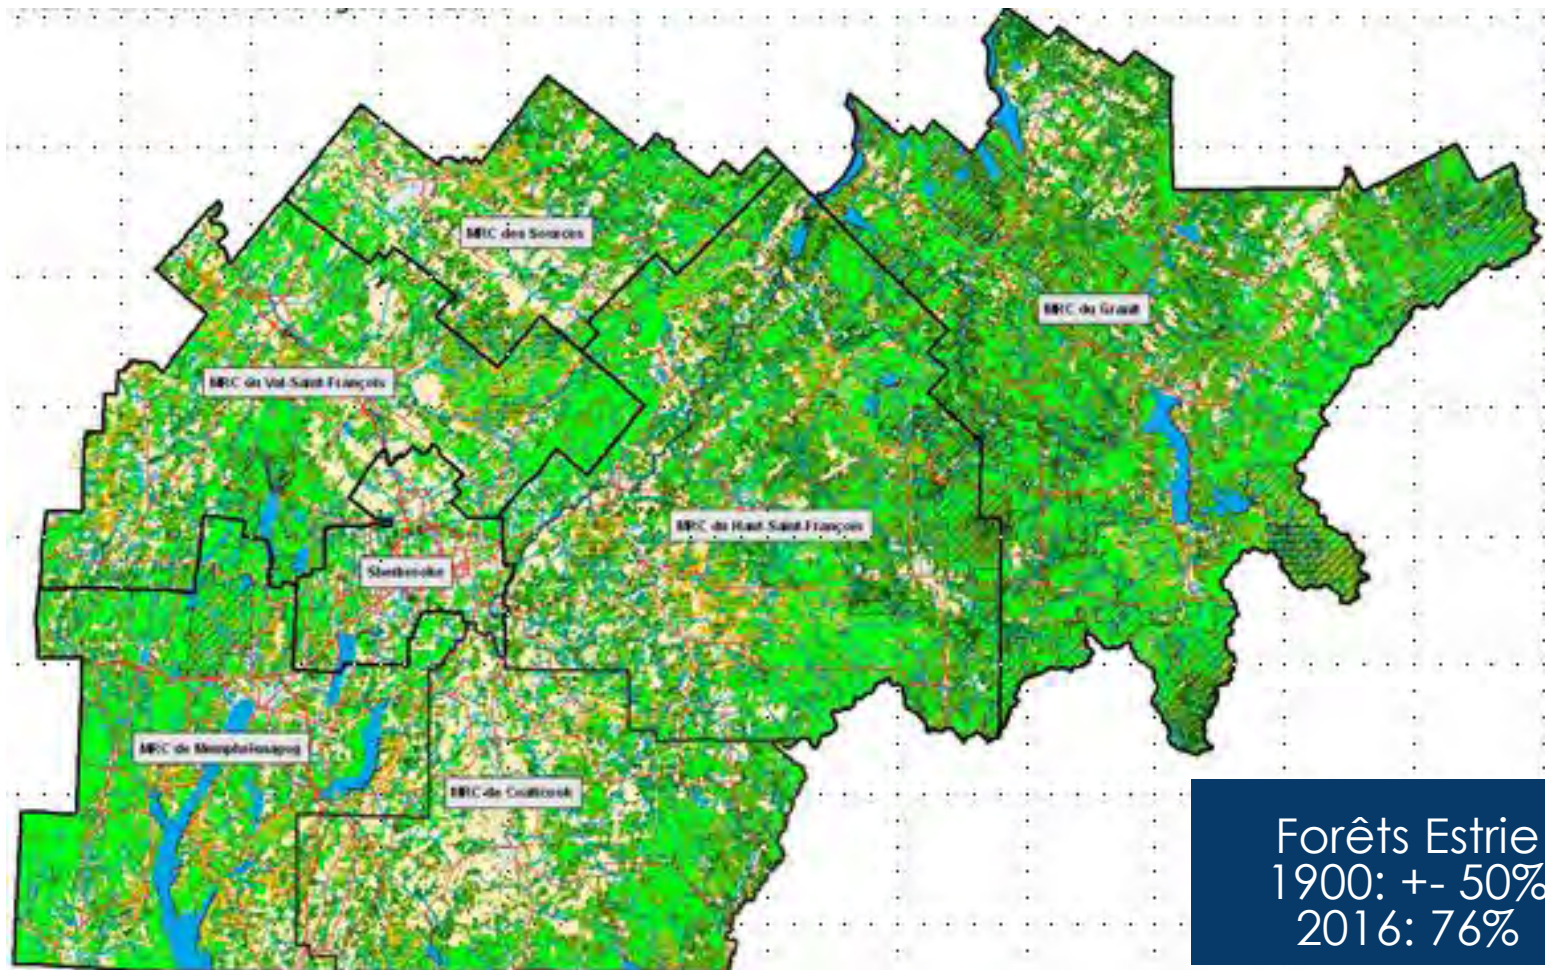 MRC des Sources
MRC du Granit
MRC du Val-Saint-François
MRC du Haut-Saint-François
Sherbrooke
MRC de Memphrémagog
MRC de Coaticook
Forêts Estrie
1900: +- 50%
2016: 76%